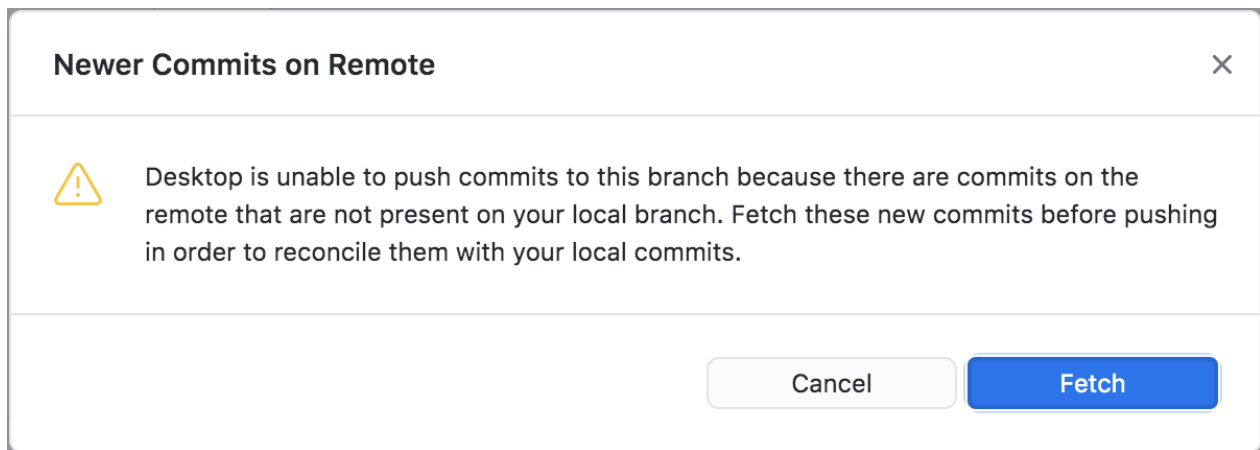 Newer Commits on Remote
Desktop is unable to push commits to this branch because there are commits on the
remote that are not present on your local branch. Fetch these new commits before pushing
in order to reconcile them with your local commits.
Cancel
Fetch